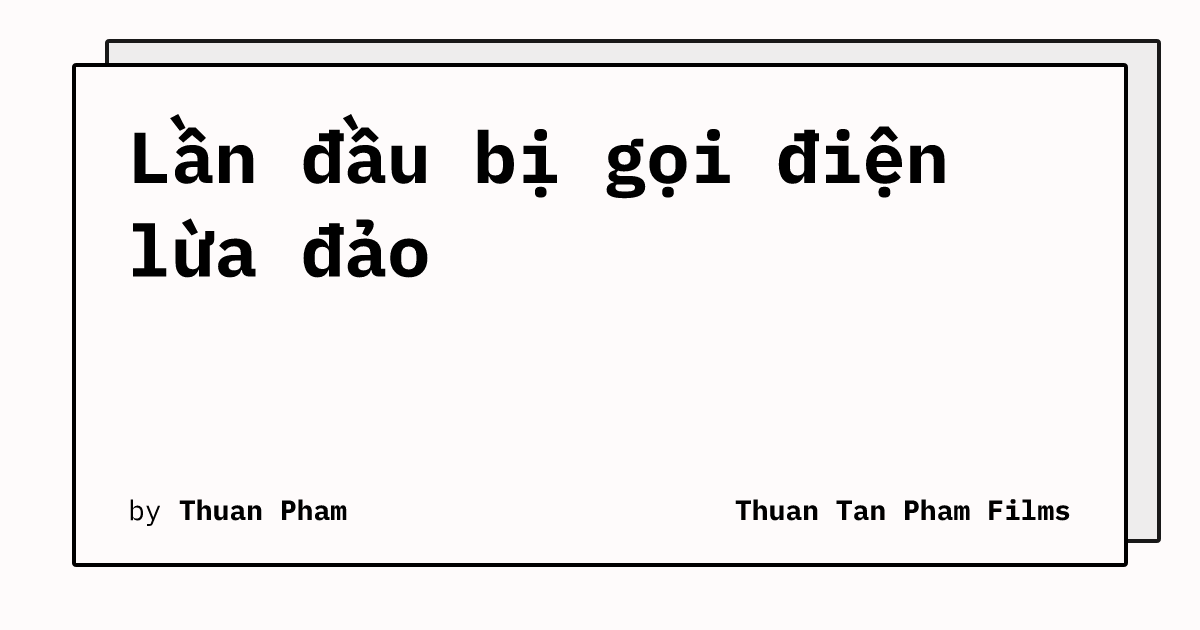 Lần đầu bị gọi điện
lừa đảo
by Thuan Pham
Thuan Tan Pham Films